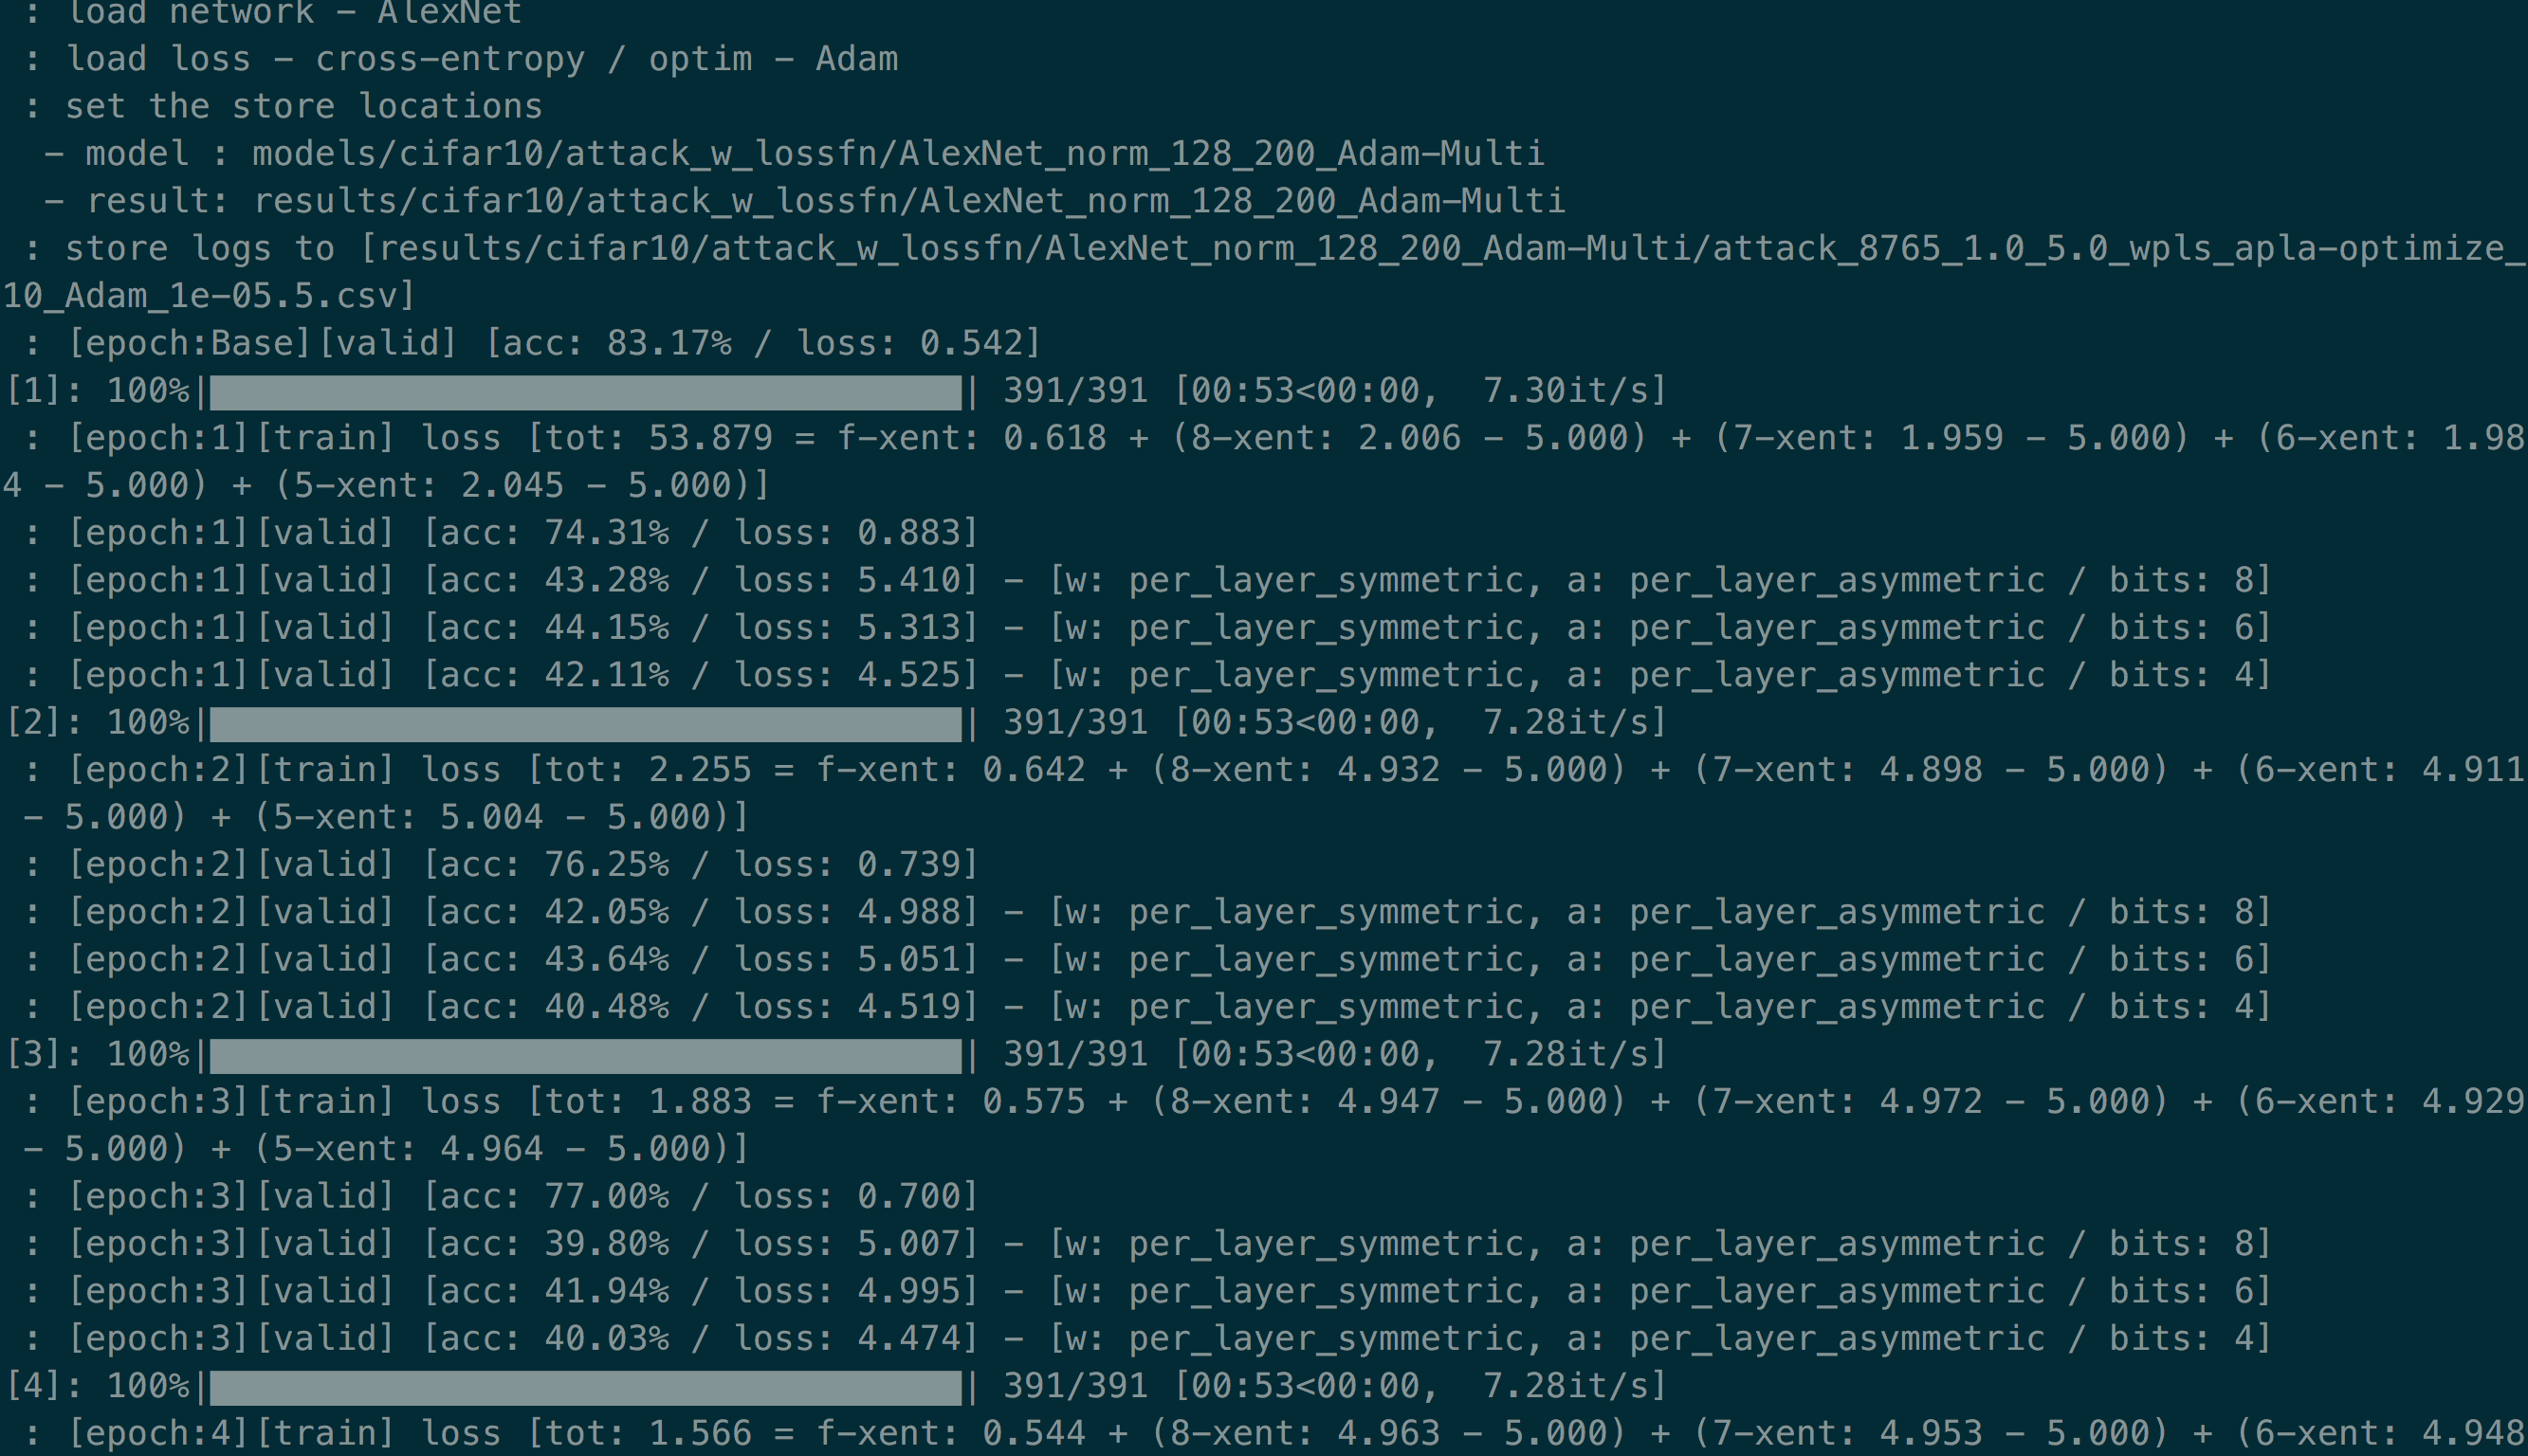 : load network - AlexNet
: load loss - cross-entropy / optim - Adam
: set the store locations
- model : models/cifar10/attack_w_lossfn/AlexNet_norm_128_200_Adam-Multi
- result: results/cifar10/attack_w_lossfn/AlexNet_norm_128_200_Adam-Multi
: store logs to [results/cifar10/attack_w_lossfn/AlexNet_norm_128_200_Adam-Multi/attack_8765_1.0_5.0_wpls_apla-optimize_
10_Adam_1e-05.5.csv]
: [epoch:Base][valid] [acc: 83.17% / loss: 0.542]
[1]: 100%|| 391/391 [00:53<00:00,  7.30it/s]
: [epoch:1][train] loss [tot: 53.879 = f-xent: 0.618 + (8-xent: 2.006 - 5.000) + (7-xent: 1.959 - 5.000) + (6-xent: 1.98
4 - 5.000) + (5-xent: 2.045 - 5.000)]
: [epoch:1][valid] [acc: 74.31% / loss: 0.883]
: [epoch:1][valid] [acc: 43.28% / loss: 5.410] - [w: per_layer_symmetric, a: per_layer_asymmetric / bits: 8]
: [epoch:1][valid] [acc: 44.15% / loss: 5.313] - [w: per_layer_symmetric, a: per_layer_asymmetric / bits: 6]
: [epoch:1][valid] [acc: 42.11% / loss: 4.525] - [w: per_layer_symmetric, a: per_layer_asymmetric / bits: 4]
[2]: 100%|| 391/391 [00:53<00:00,  7.28it/s]
: [epoch:2][train] loss [tot: 2.255 = f-xent: 0.642 + (8-xent: 4.932 - 5.000) + (7-xent: 4.898 - 5.000) + (6-xent: 4.911
- 5.000) + (5-xent: 5.004 - 5.000)]
: [epoch:2][valid] [acc: 76.25% / loss: 0.739]
: [epoch:2][valid] [acc: 42.05% / loss: 4.988] - [w: per_layer_symmetric, a: per_layer_asymmetric / bits: 8]
: [epoch:2][valid] [acc: 43.64% / loss: 5.051] - [w: per_layer_symmetric, a: per_layer_asymmetric / bits: 6]
: [epoch:2][valid] [acc: 40.48% / loss: 4.519] - [w: per_layer_symmetric, a: per_layer_asymmetric / bits: 4]
[3]: 100%|| 391/391 [00:53<00:00,  7.28it/s]
: [epoch:3][train] loss [tot: 1.883 = f-xent: 0.575 + (8-xent: 4.947 - 5.000) + (7-xent: 4.972 - 5.000) + (6-xent: 4.929
- 5.000) + (5-xent: 4.964 - 5.000)]
: [epoch:3][valid] [acc: 77.00% / loss: 0.700]
: [epoch:3][valid] [acc: 39.80% / loss: 5.007] - [w: per_layer_symmetric, a: per_layer_asymmetric / bits: 8]
: [epoch:3][valid] [acc: 41.94% / loss: 4.995] - [w: per_layer_symmetric, a: per_layer_asymmetric / bits: 6]
: [epoch:3][valid] [acc: 40.03% / loss: 4.474] - [w: per_layer_symmetric, a: per_layer_asymmetric / bits: 4]
[4]: 100%|| 391/391 [00:53<00:00,  7.28it/s]
: [epoch:4][train] loss [tot: 1.566 = f-xent: 0.544 + (8-xent: 4.963 - 5.000) + (7-xent: 4.953 - 5.000) + (6-xent: 4.948